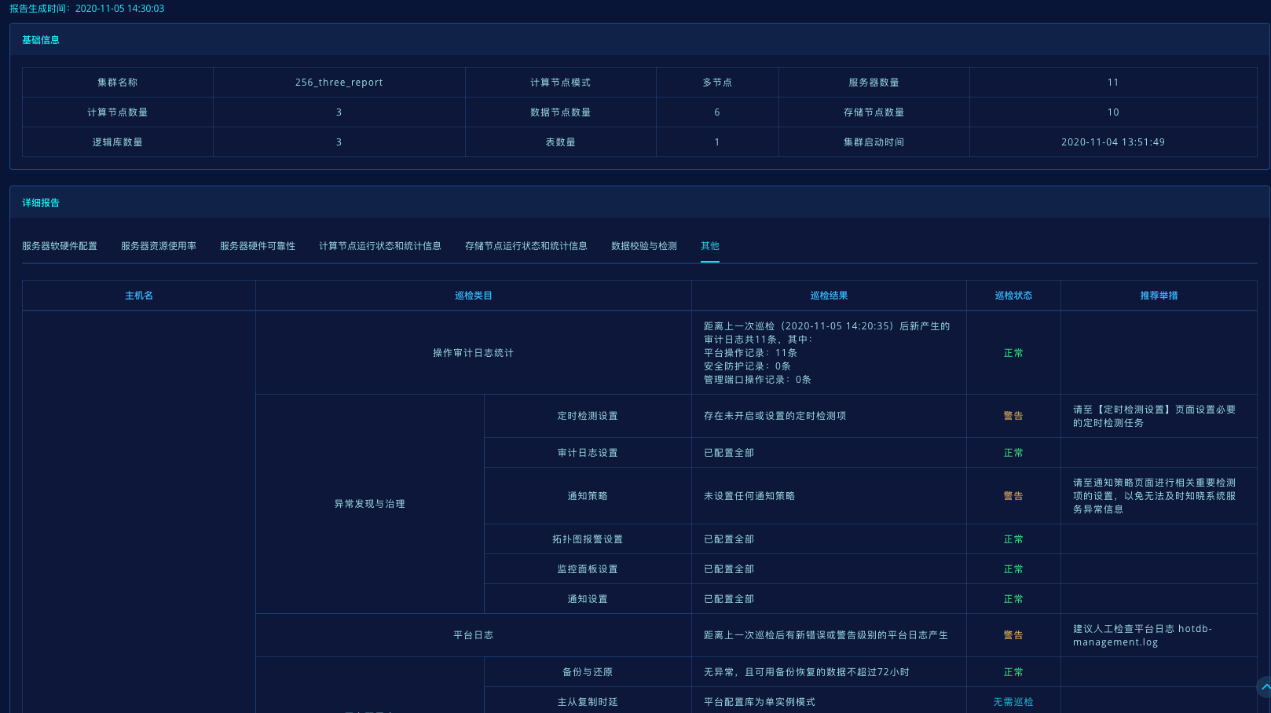 报告生成时间：2020-11-05 14:30:03
基础信息
集群名称 256_three_report 计算节点模式 多节点 服务器数量 11
计算节点数量 3 数据节点数量 6 存储节点数量 10
逻辑库数量 3 表数量 1 集群启动时间 2020-11-04 13:51:49
详细报告
服务器软硬件配置 服务器资源使用率 服务器硬件可靠性 计算节点运行状态和统计信息 存储节点运行状态和统计信息 数据校验与检测 其他
主机名 巡检类目 巡检结果 巡检状态 推荐举措
操作审计日志统计
距离上一次巡检（2020-11-05 14:20:35）后新产生的
审计日志共11条，其中：
平台操作记录：11条
安全防护记录：0条
管理端口操作记录：0条
正常
异常发现与治理
定时检测设置 存在未开启或设置的定时检测项 警告
请至【定时检测设置】页面设置必要
的定时检测任务
审计日志设置 已配置全部 正常
通知策略 未设置任何通知策略 警告
请至通知策略页面进行相关重要检测
项的设置，以免无法及时知晓系统服
务异常信息
拓扑图报警设置 已配置全部 正常
监控面板设置 已配置全部 正常
通知设置 已配置全部 正常
平台日志 距离上一次巡检后有新错误或警告级别的平台日志产生 警告
建议人工检查平台日志 hotdb-
management.log
备份与还原 无异常，且可用备份恢复的数据不超过72小时 正常
主从复制时延 平台配置库为单实例模式 无需巡检